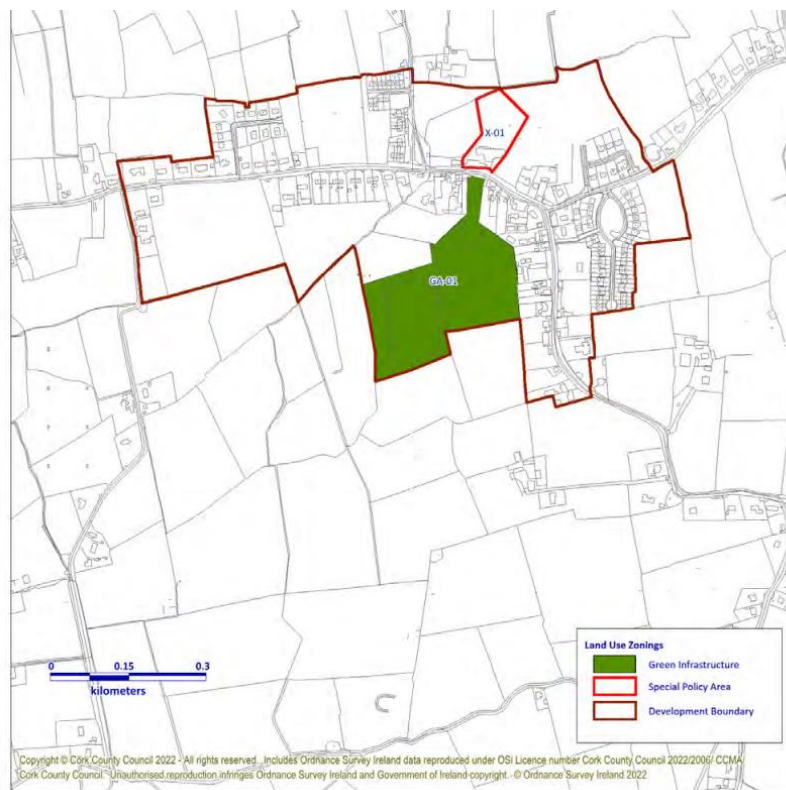 X-01
GA-01
0 0.15 0.3
kilometers
Land Use Zonings
Green Infrastructure
Special Policy Area
Development Boundary
Copyright © Cork County Council 2022 - All rights reserved. Includes Ordnance Survey Ireland data reproduced under OSi Licence number Cork County Council 2022/2006/ CCMA/
Cork County Council. Unauthorised reproduction infringes Ordnance Survey Ireland and Government of Ireland copyright. © Ordnance Survey Ireland 2022